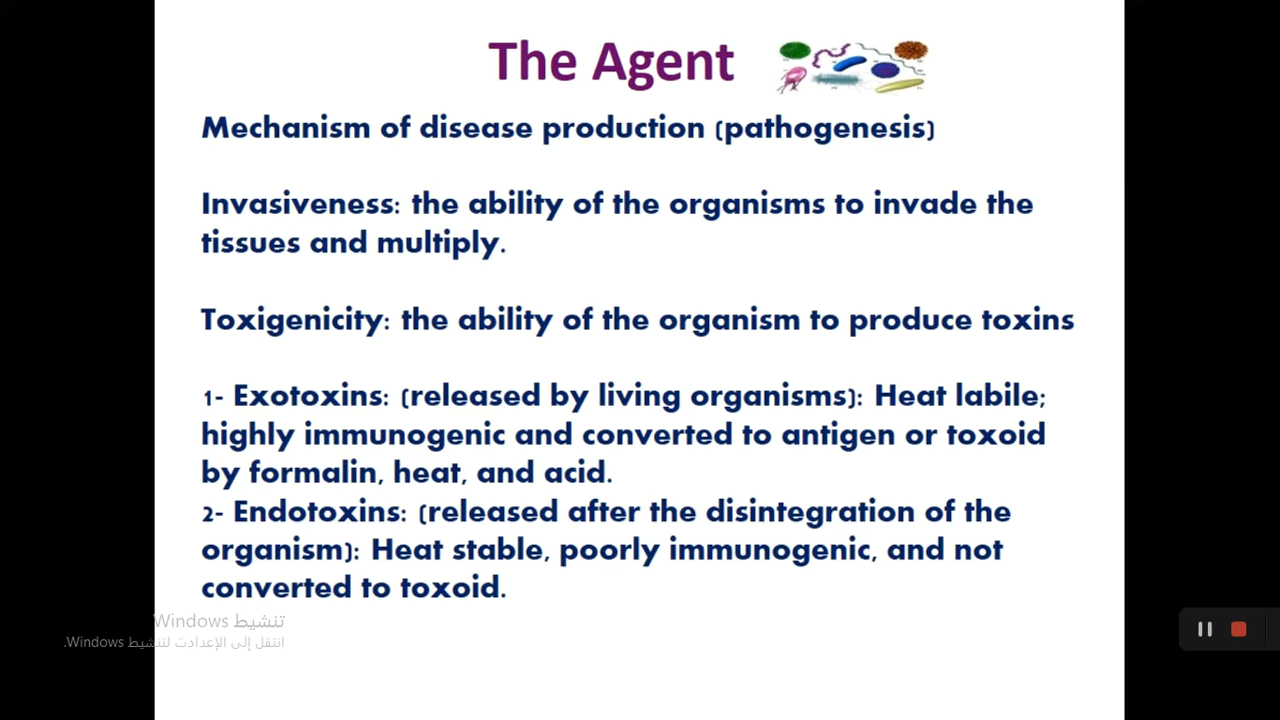 The Agent
Mechanism of disease production (pathogenesis)
Invasiveness: the ability of the organisms to invade the
tissues and multiply.
Toxigenicity: the ability of the organism to produce toxins
1- Exotoxins: (released by living organisms): Heat labile;
highly immunogenic and converted to antigen or toxoid
by formalin, heat, and acid.
2- Endotoxins: (released after the disintegration of the
organism): Heat stable, poorly immunogenic, and not
converted to toxoid.
تنشيط Windows
انتقل إلى الإعدادات لتنشيط Windows.